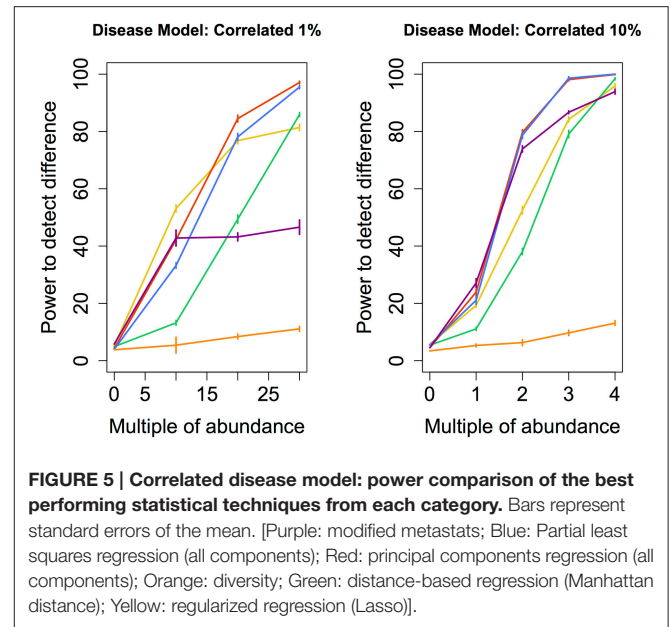 Disease Model: Correlated 1%
Power to detect difference
0 20 40 60 80 100
0 5 15 25
Multiple of abundance
Disease Model: Correlated 10%
Power to detect difference
0 20 40 60 80 100
0 1 2 3 4
Multiple of abundance
FIGURE 5 | Correlated disease model: power comparison of the best
performing statistical techniques from each category. Bars represent
standard errors of the mean. [Purple: modified metastats; Blue: Partial least
squares regression (all components); Red: principal components regression (all
components); Orange: diversity; Green: distance-based regression (Manhattan
distance); Yellow: regularized regression (Lasso)].